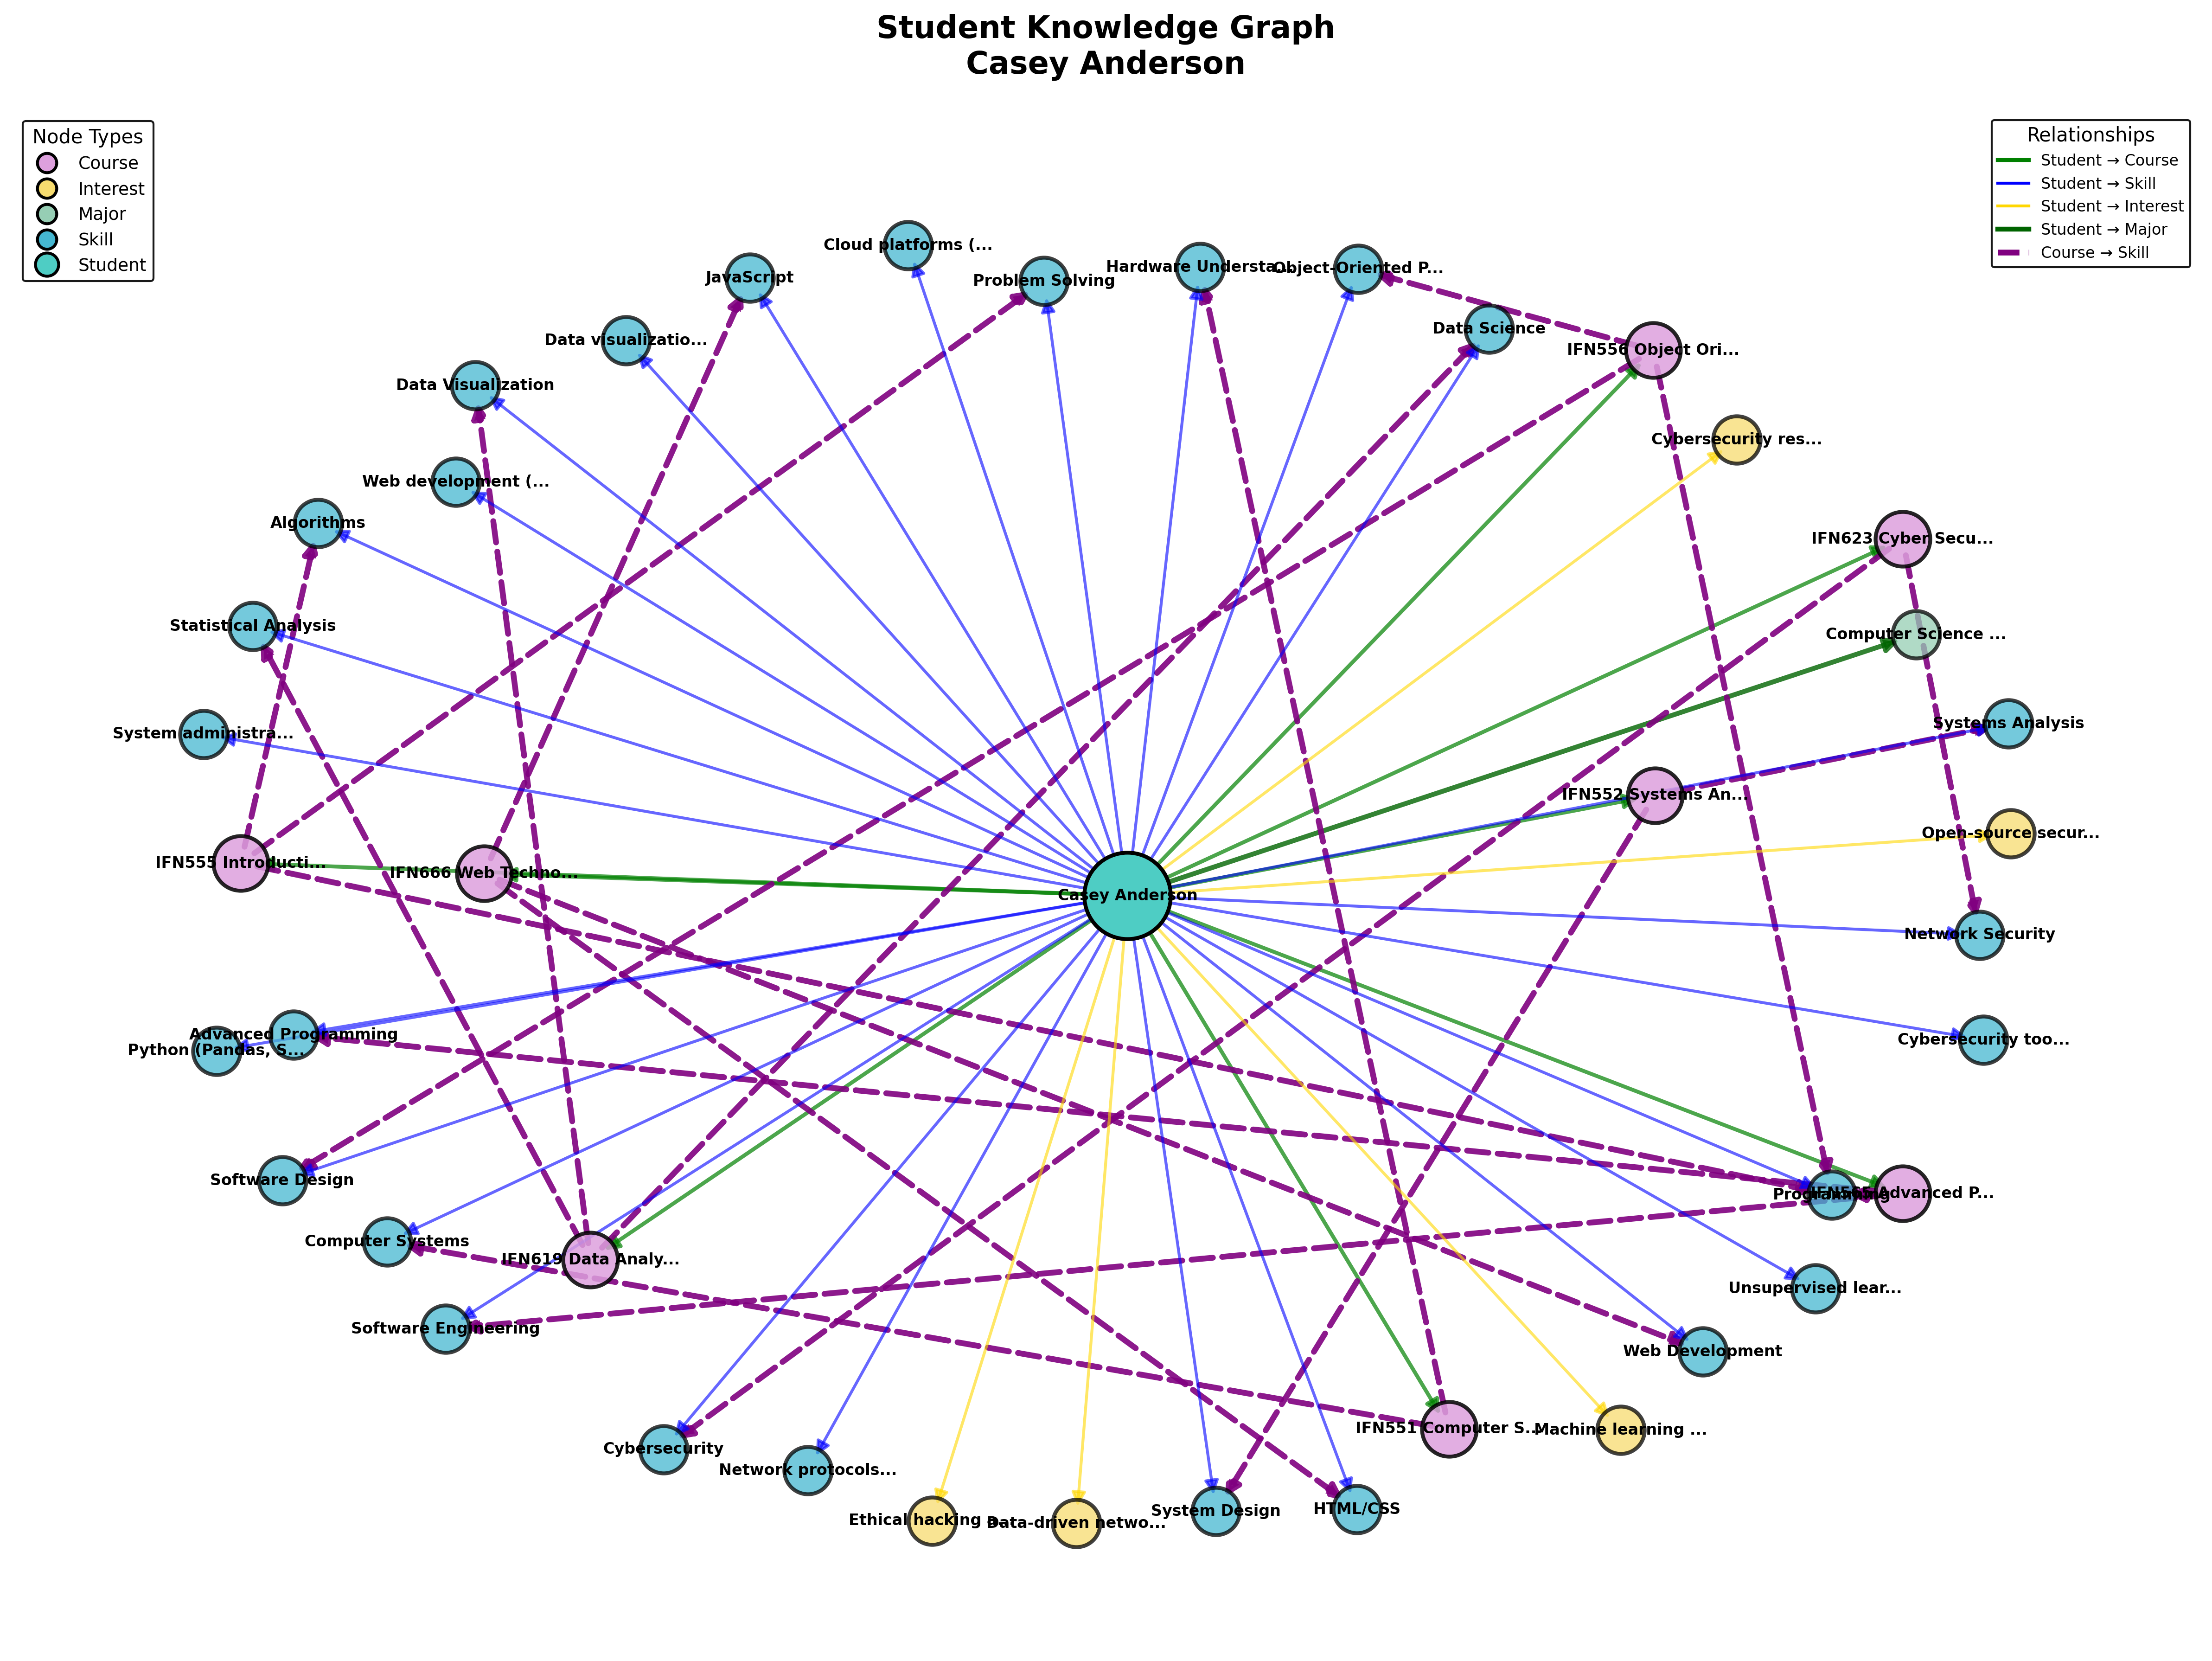 Student Knowledge Graph
Casey Anderson
Node Types
Course
Interest
Major
Skill
Student
Relationships
Student → Course
Student → Skill
Student → Interest
Student → Major
Course → Skill
Cloud platforms (...
JavaScript
Problem Solving
Hardware Understa...
Object-Oriented P...
Data visualizatio...
Data Science
IFN556 Object Ori...
Data Visualization
Cybersecurity res...
Web development (...
Algorithms
IFN623 Cyber Secu...
Statistical Analysis
Computer Science ...
System administra...
Systems Analysis
IFN552 Systems An...
Open-source secur...
IFN555 Introducti...
IFN666 Web Techno...
Casey Anderson
Network Security
Advanced Programming
Python (Pandas, S...
Cybersecurity too...
Software Design
Programming
IFN565 Advanced P...
Computer Systems
IFN619 Data Analy...
Unsupervised lear...
Software Engineering
Web Development
IFN551 Computer S...
Machine learning ...
Cybersecurity
Network protocols...
Ethical hacking
Data-driven netwo...
System Design
HTML/CSS